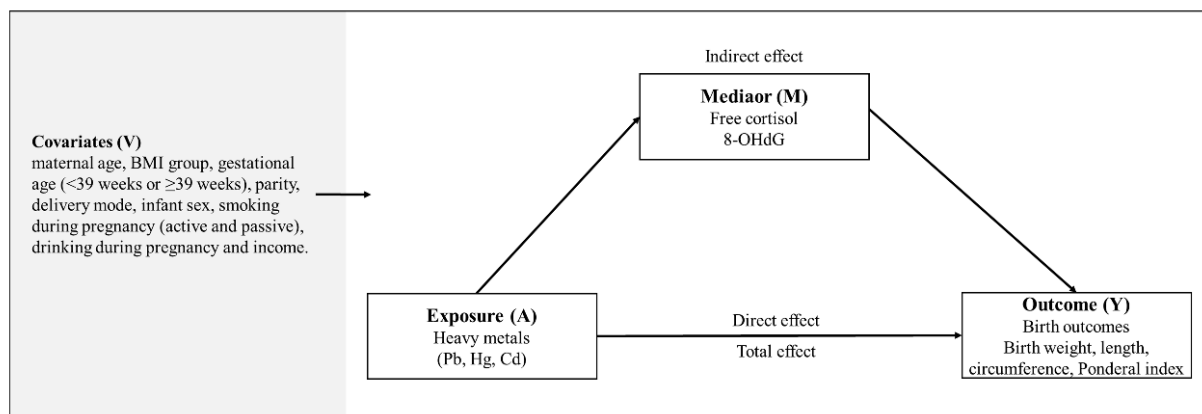 Covariates (V)
maternal age, BMI group, gestational
age (<39 weeks or ≥39 weeks), parity,
delivery mode, infant sex, smoking
during pregnancy (active and passive),
drinking during pregnancy and income.
Indirect effect
Mediaor (M)
Free cortisol
8-OHdG
Exposure (A)
Heavy metals
(Pb, Hg, Cd)
Direct effect
Total effect
Outcome (Y)
Birth outcomes
Birth weight, length,
circumference, Ponderal index